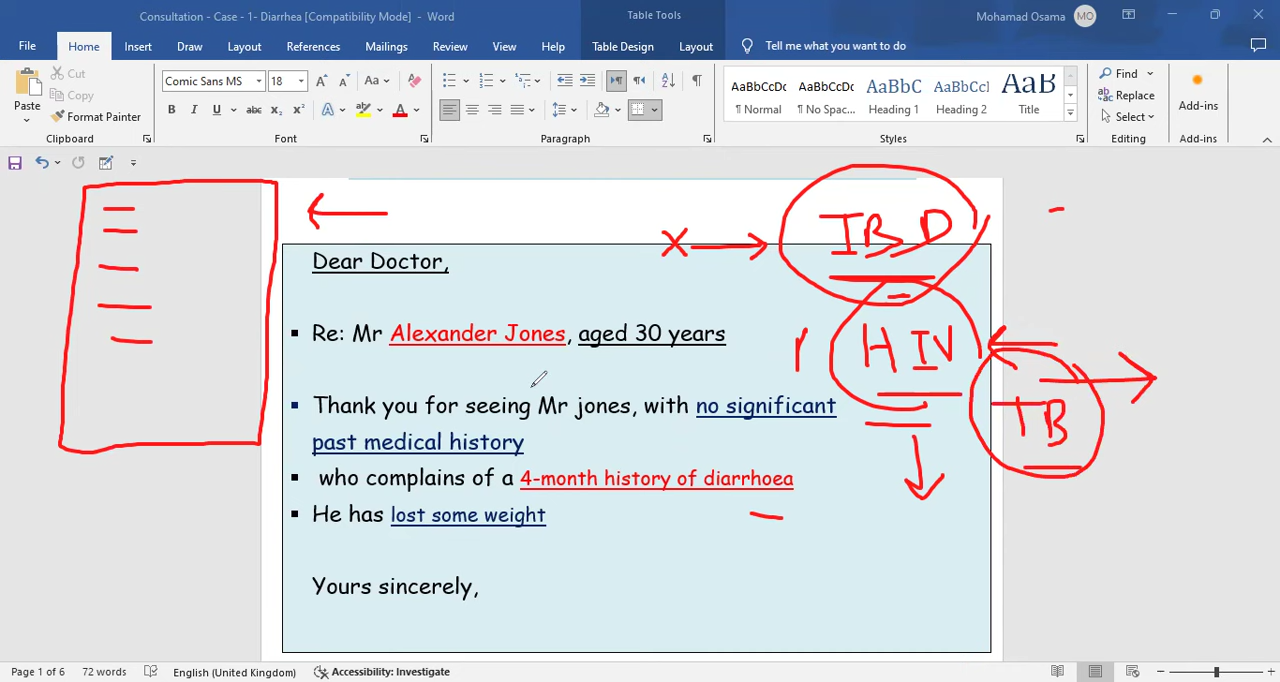 Consultation - Case - 1- Diarrhea [Compatibility Mode] - Word
Table Tools
Mohamad Osama MO
File Home Insert Draw Layout References Mailings Review View Help Table Design Layout Tell me what you want to do
Paste
Cut
Copy
Format Painter
Comic Sans MS 18
Aa
B I U abc x₂ x² A A
AaBbCcDc AaBbCcDc AaBbC AaBbCcD AaB
¶ Normal ¶ No Spac... Heading 1 Heading 2 Title
Find
Replace
Select
Add-ins
Clipboard Font Paragraph Styles Editing Add-ins
IBD
X
Dear Doctor,
Re: Mr Alexander Jones, aged 30 years
HIV
Thank you for seeing Mr jones, with no significant
past medical history
TB
who complains of a 4-month history of diarrhoea
He has lost some weight
Yours sincerely,
Page 1 of 6 72 words English (United Kingdom) Accessibility: Investigate